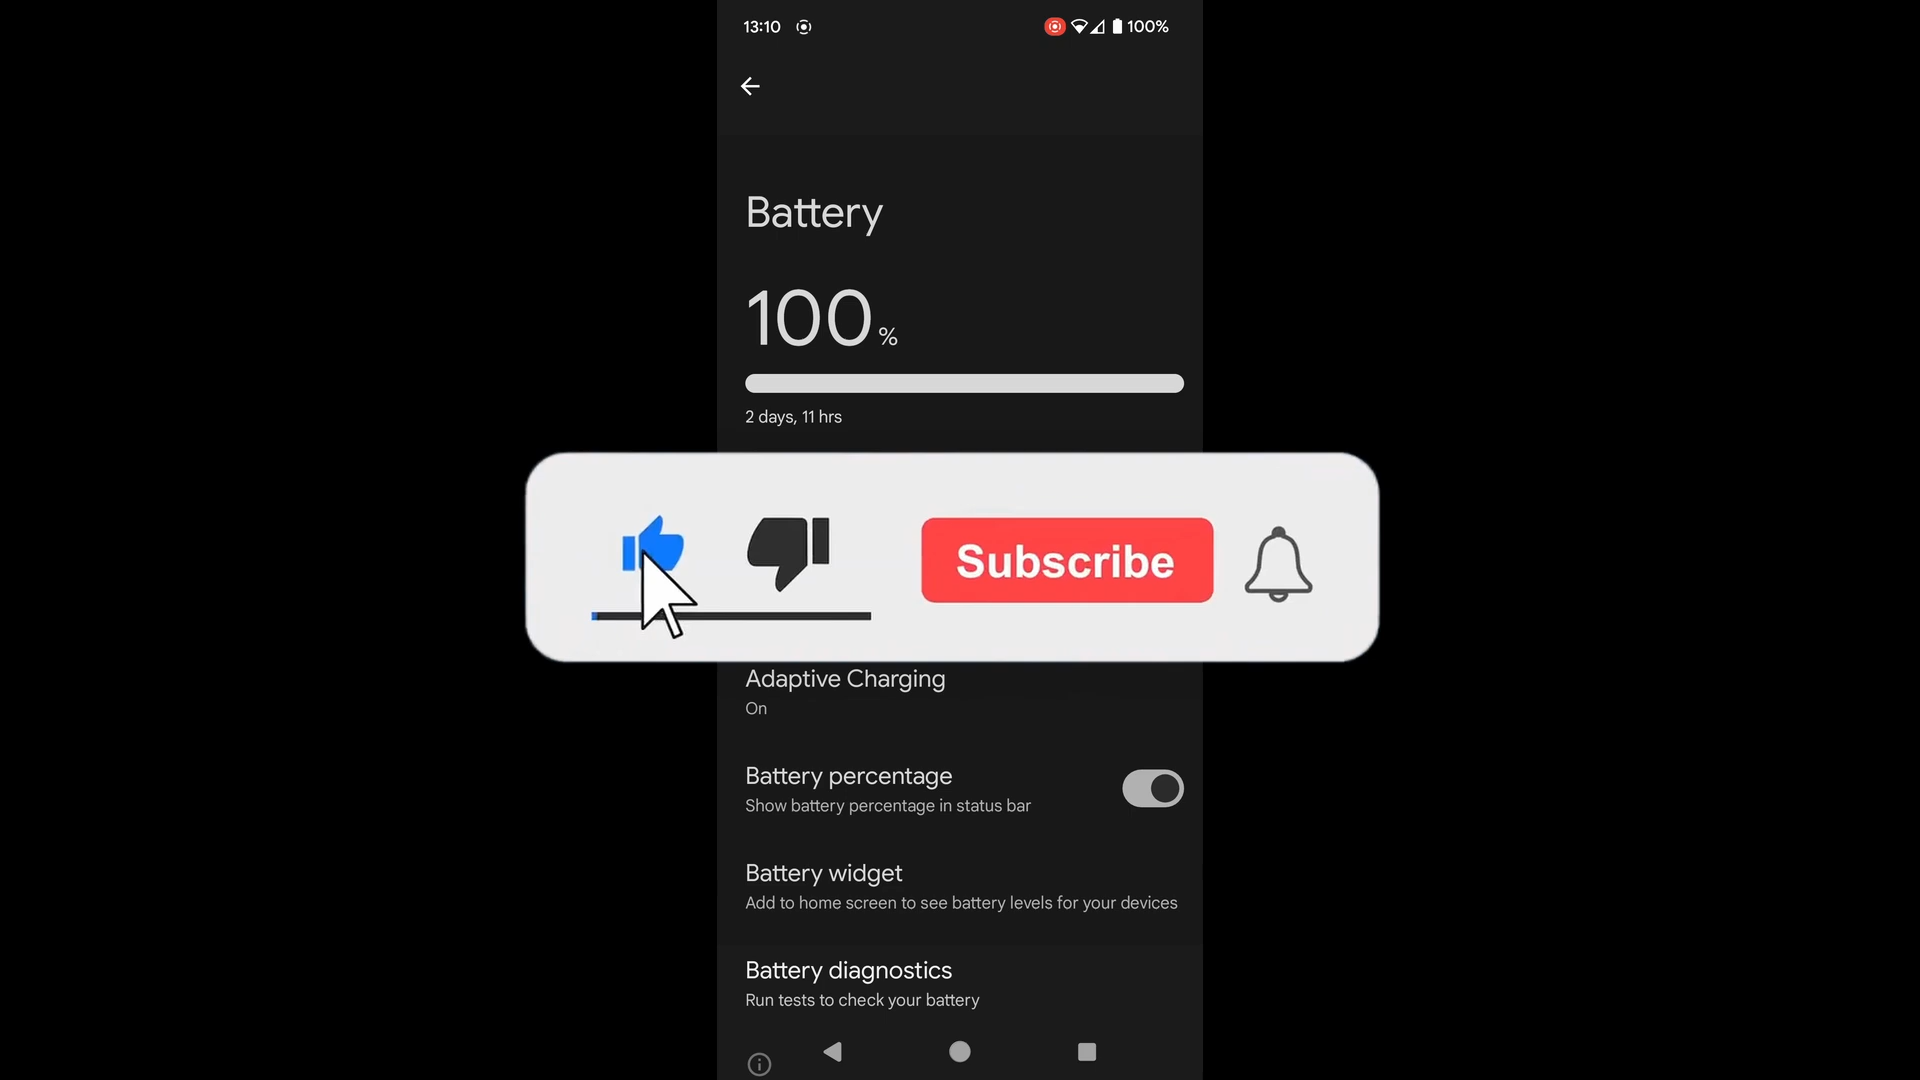 13:10
100%
Battery
100%
2 days, 11 hrs
Subscribe
Adaptive Charging
On
Battery percentage
Show battery percentage in status bar
Battery widget
Add to home screen to see battery levels for your devices
Battery diagnostics
Run tests to check your battery